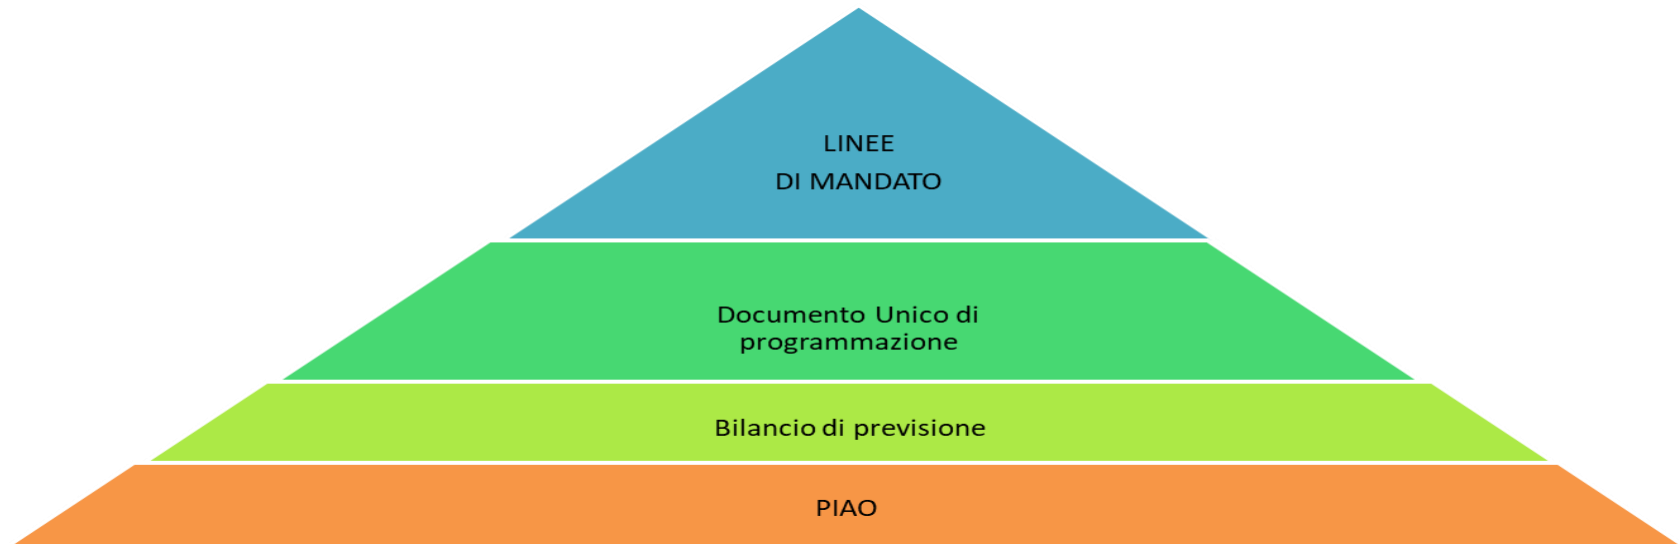 LINEE
DI MANDATO
Documento Unico di
programmazione
Bilancio di previsione
PIAO